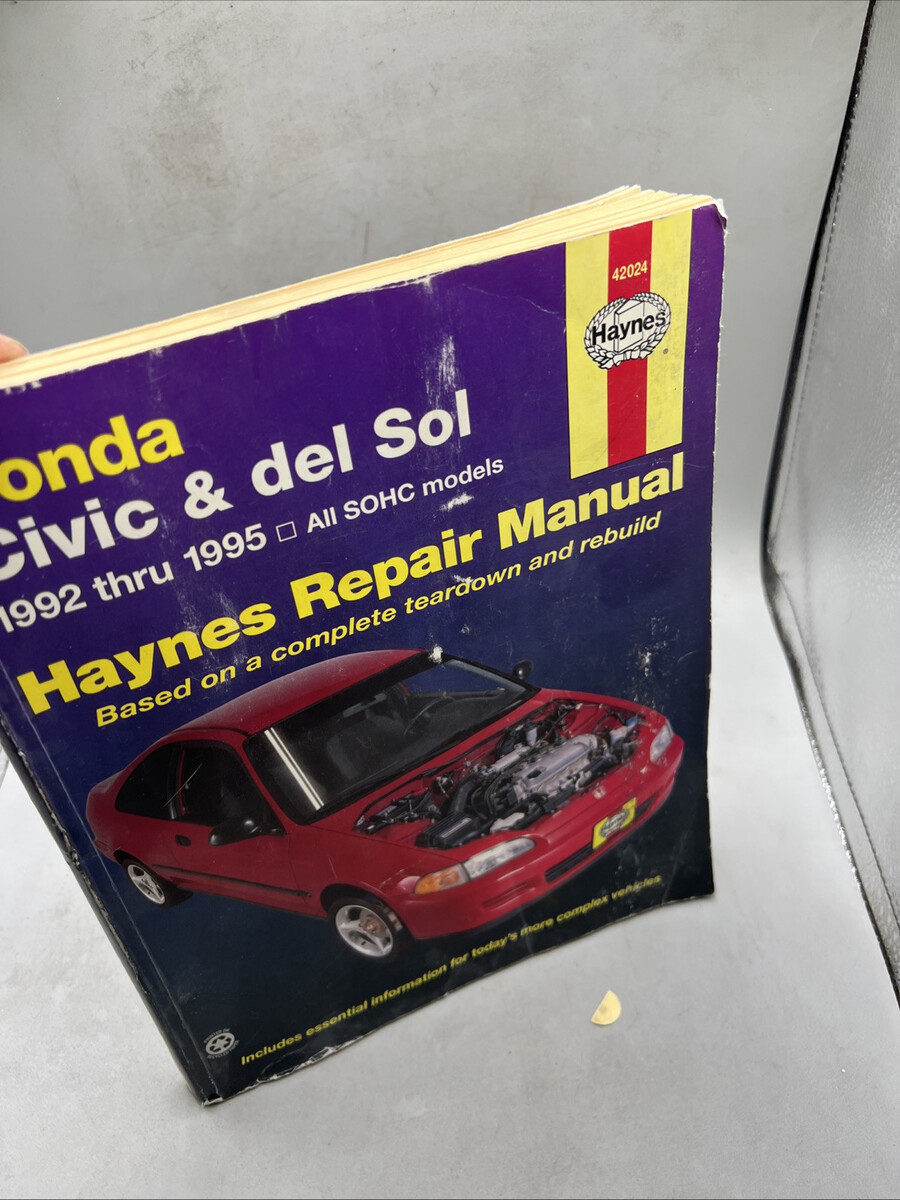 42024
Haynes
onda
Civic & del Sol
1992 thru 1995 □ All SOHC models
Haynes Repair Manual
Based on a complete teardown and rebuild
Includes essential information for today's more complex vehicles